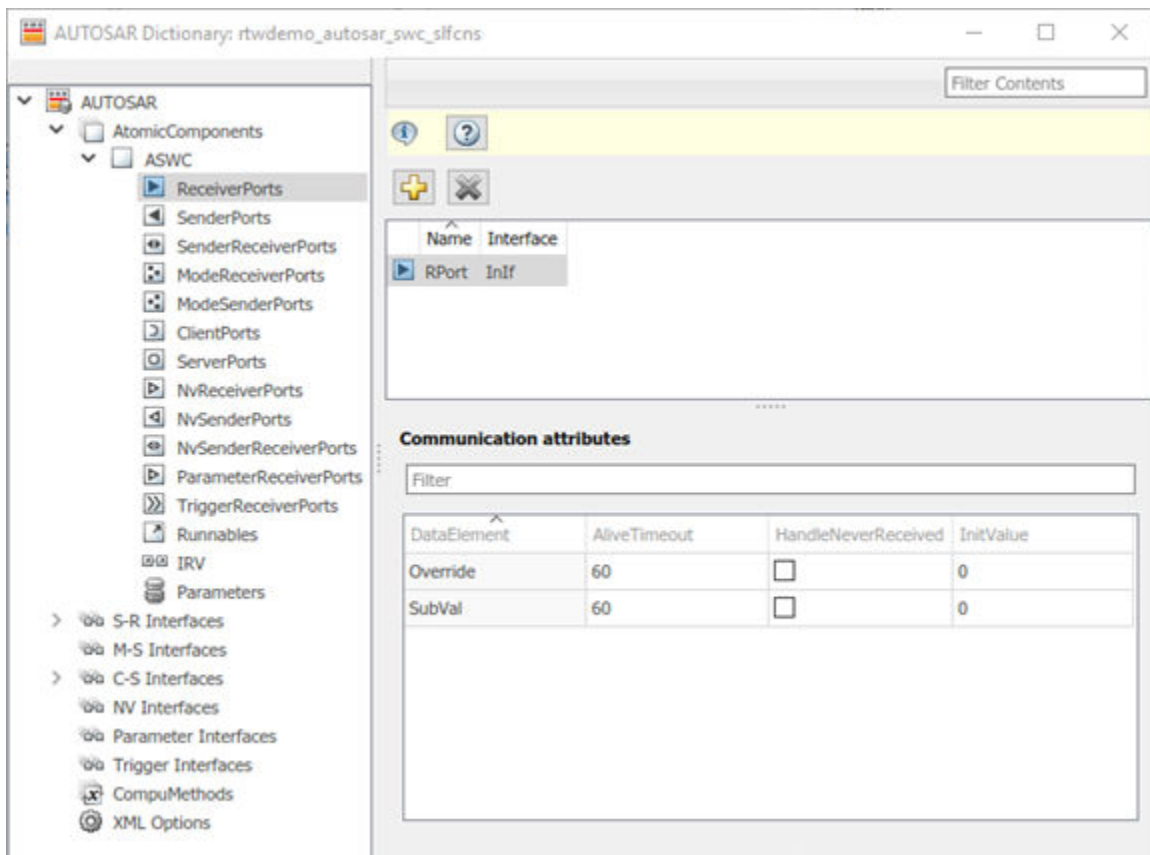 AUTOSAR Dictionary: rtwdemo_autosar_swc_slfcns
Filter Contents
AUTOSAR
AtomicComponents
ASWC
ReceiverPorts
SenderPorts
SenderReceiverPorts
ModeReceiverPorts
ModeSenderPorts
ClientPorts
ServerPorts
NvReceiverPorts
NvSenderPorts
NvSenderReceiverPorts
ParameterReceiverPorts
TriggerReceiverPorts
Runnables
IRV
Parameters
S-R Interfaces
M-S Interfaces
C-S Interfaces
NV Interfaces
Parameter Interfaces
Trigger Interfaces
CompuMethods
XML Options
Name Interface
RPort InIf
Communication attributes
Filter
DataElement AliveTimeout HandleNeverReceived InitValue
Override 60 0
SubVal 60 0